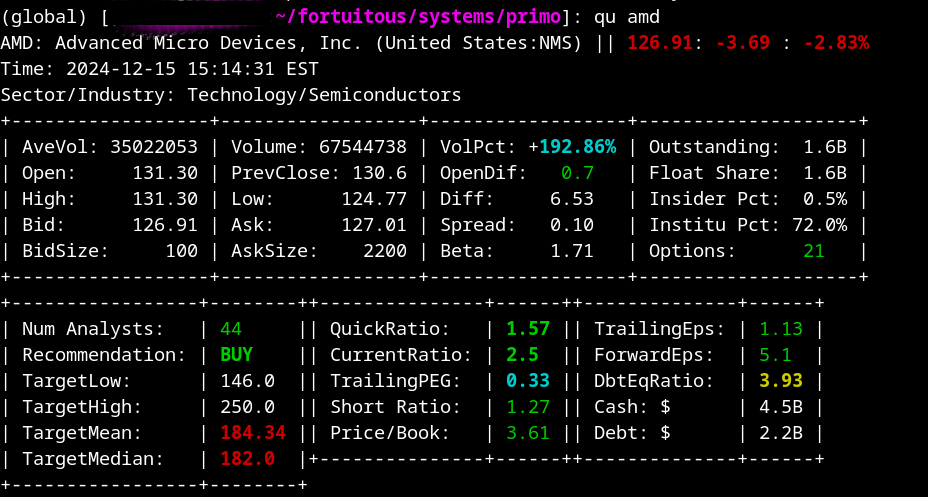 (global) [ ~/fortuitous/systems/primo]: qu amd
AMD: Advanced Micro Devices, Inc. (United States:NMS) || 126.91: -3.69 : -2.83%
Time: 2024-12-15 15:14:31 EST
Sector/Industry: Technology/Semiconductors
+------------------+------------------+------------------+--------------------+
| AveVol: 35022053 | Volume: 67544738 | VolPct: +192.86% | Outstanding:  1.6B |
| Open:     131.30 | PrevClose: 130.6 | OpenDif:   0.7   | Float Share:  1.6B |
| High:     131.30 | Low:      124.77 | Diff:     6.53   | Insider Pct:  0.5% |
| Bid:      126.91 | Ask:      127.01 | Spread:   0.10   | Institu Pct: 72.0% |
| BidSize:     100 | AskSize:    2200 | Beta:     1.71   | Options:      21   |
+------------------+------------------+------------------+--------------------+
+-----------------+--------++---------------+------++--------------+------+
| Num Analysts:   | 44     || QuickRatio:   | 1.57 || TrailingEps: | 1.13 |
| Recommendation: | BUY    || CurrentRatio: | 2.5  || ForwardEps:  | 5.1  |
| TargetLow:      | 146.0  || TrailingPEG:  | 0.33 || DbtEqRatio:  | 3.93 |
| TargetHigh:     | 250.0  || Short Ratio:  | 1.27 || Cash: $      | 4.5B |
| TargetMean:     | 184.34 || Price/Book:   | 3.61 || Debt: $      | 2.2B |
| TargetMedian:   | 182.0  |+---------------+------++--------------+------+
+-----------------+--------+